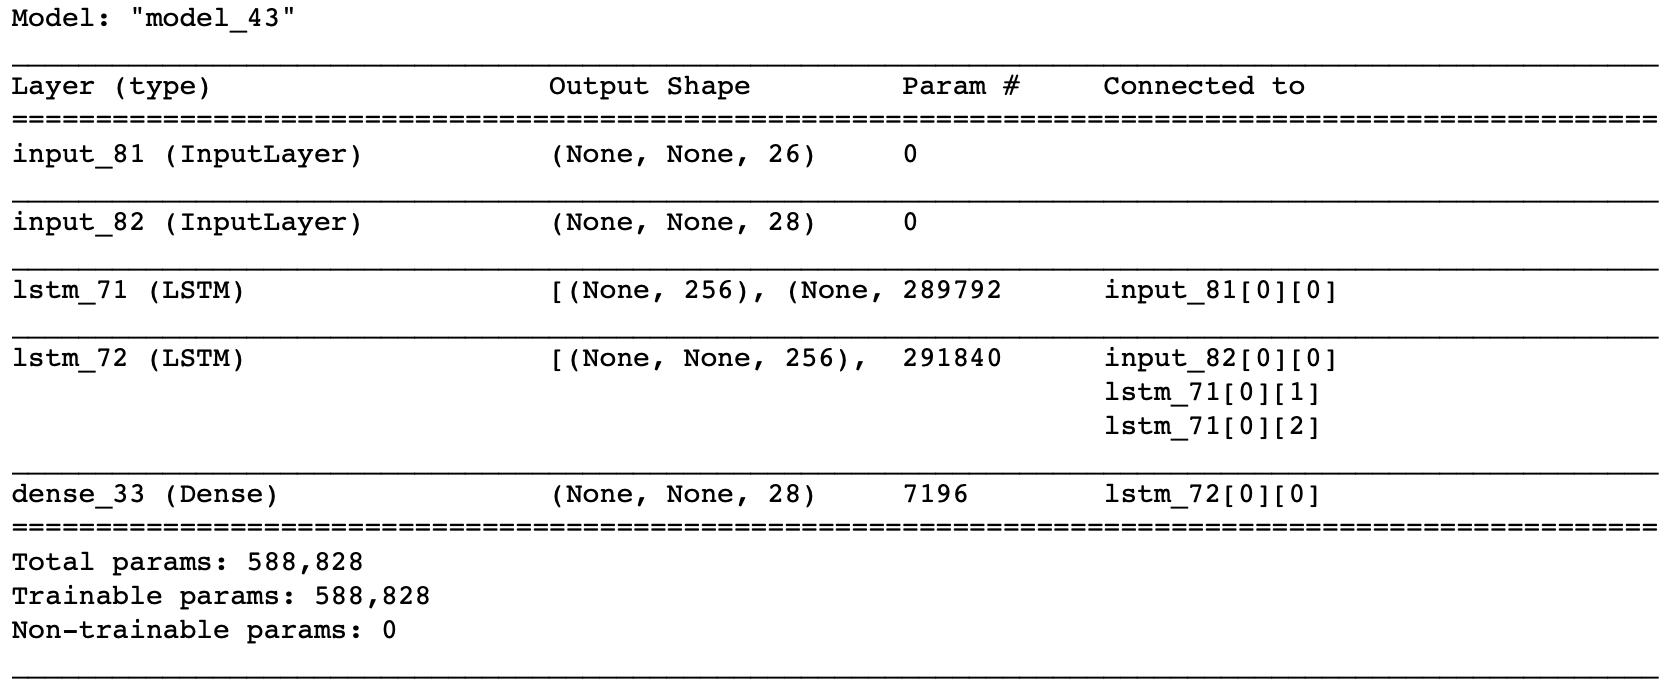 Model: "model_43"
Layer (type) Output Shape Param # Connected to
input_81 (InputLayer) (None, None, 26) 0
input_82 (InputLayer) (None, None, 28) 0
lstm_71 (LSTM) [(None, 256), (None, 289792 input_81[0][0]
lstm_72 (LSTM) [(None, None, 256), 291840 input_82[0][0]
lstm_71[0][1]
lstm_71[0][2]
dense_33 (Dense) (None, None, 28) 7196 lstm_72[0][0]
Total params: 588,828
Trainable params: 588,828
Non-trainable params: 0